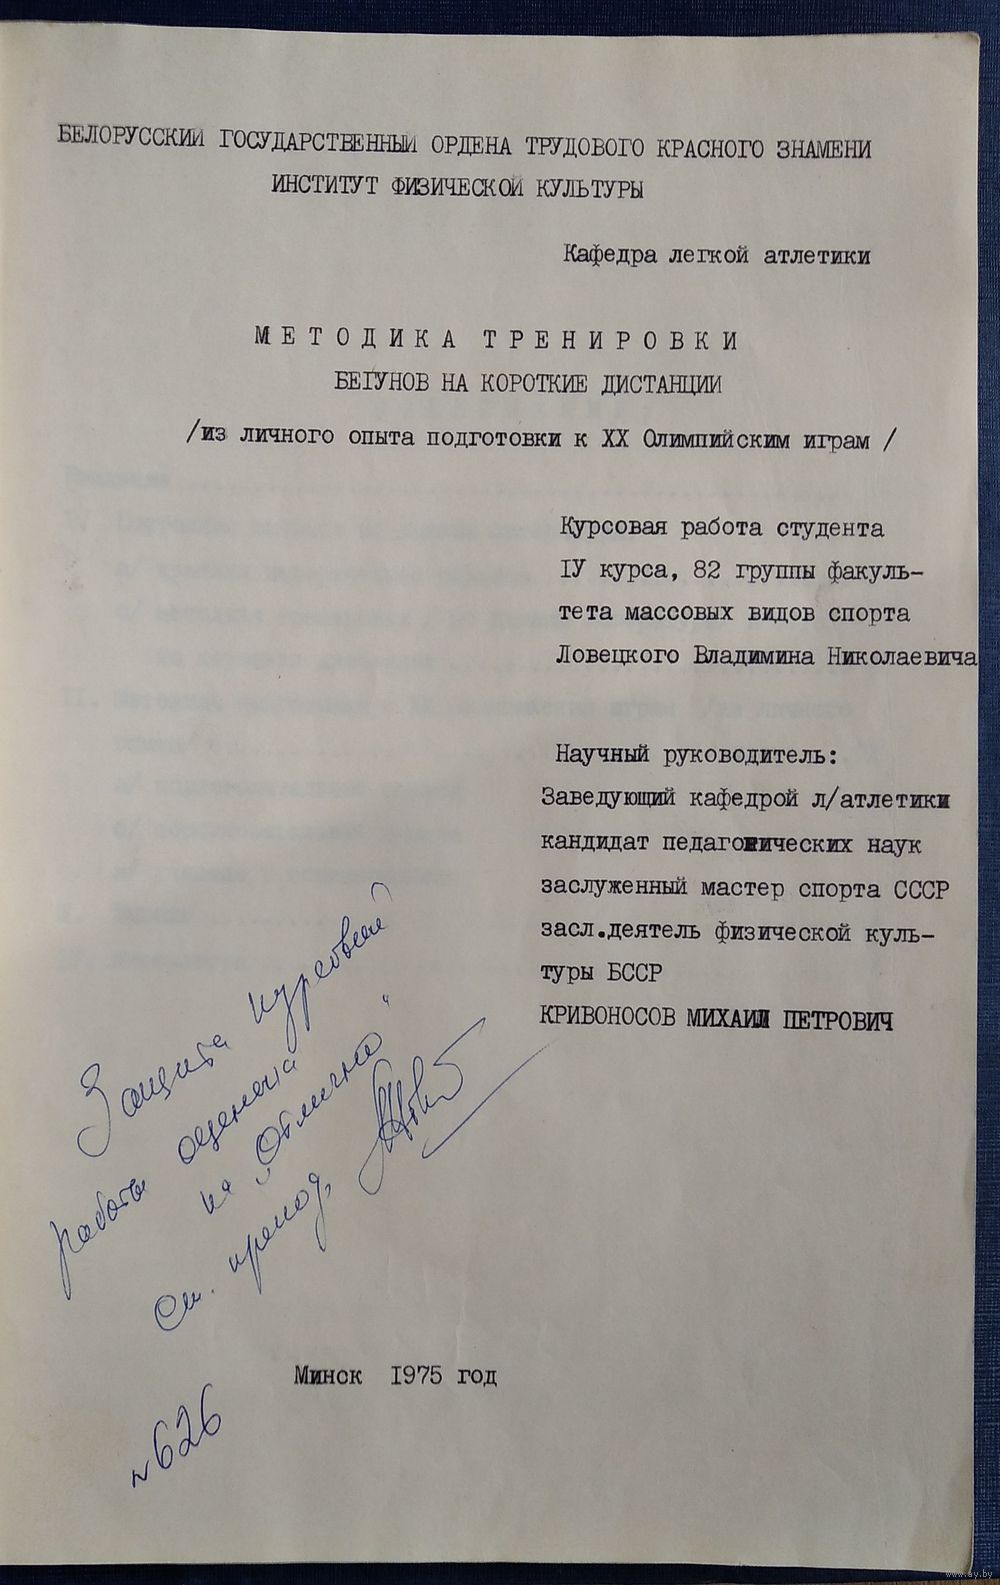 БЕЛОРУССКИЙ ГОСУДАРСТВЕННЫЙ ОРДЕНА ТРУДОВОГО КРАСНОГО ЗНАМЕНИ
ИНСТИТУТ ФИЗИЧЕСКОЙ КУЛЬТУРЫ
Кафедра легкой атлетики
МЕТОДИКА ТРЕНИРОВКИ
БЕГУНОВ НА КОРОТКИЕ ДИСТАНЦИИ
/из личного опыта подготовки к XX Олимпийским играм /
Курсовая работа студента
IУ курса, 82 группы факуль-
тета массовых видов спорта
Ловецкого Владимина Николаевича
Научный руководитель:
Заведующий кафедрой л/атлетики
кандидат педагогических наук
заслуженный мастер спорта СССР
засл.деятель физической куль-
туры БССР
КРИВОНОСОВ МИХАИЛ ПЕТРОВИЧ
Защита курсовой
работы оценена
на „Отлично"
Ст. препод.
Минск 1975 год
№626
www.ay.by